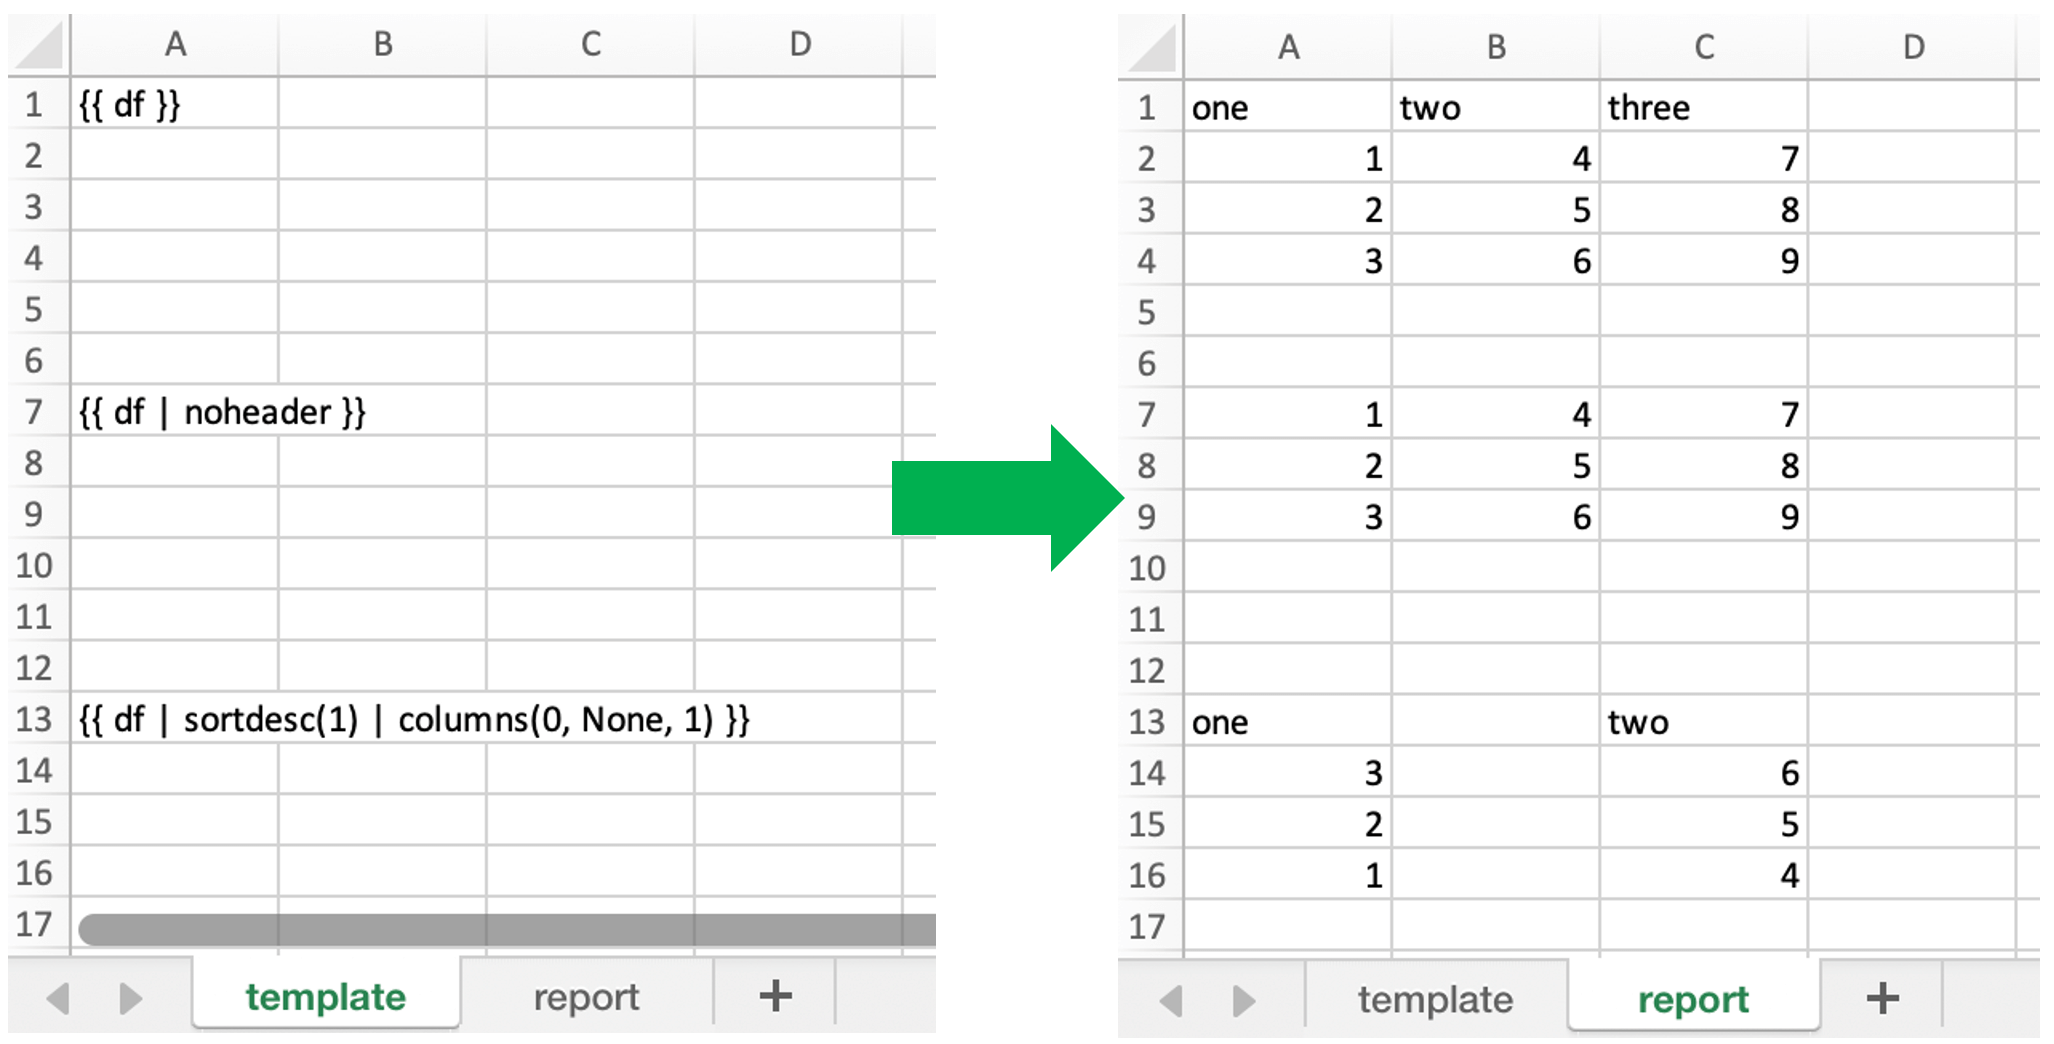 A B C D
1 {{ df }}
2
3
4
5
6
7 {{ df | noheader }}
8
9
10
11
12
13 {{ df | sortdesc(1) | columns(0, None, 1) }}
14
15
16
17
template report +
A B C D
1 one two three
2 1 4 7
3 2 5 8
4 3 6 9
5
6
7 1 4 7
8 2 5 8
9 3 6 9
10
11
12
13 one two
14 3 6
15 2 5
16 1 4
17
template report +